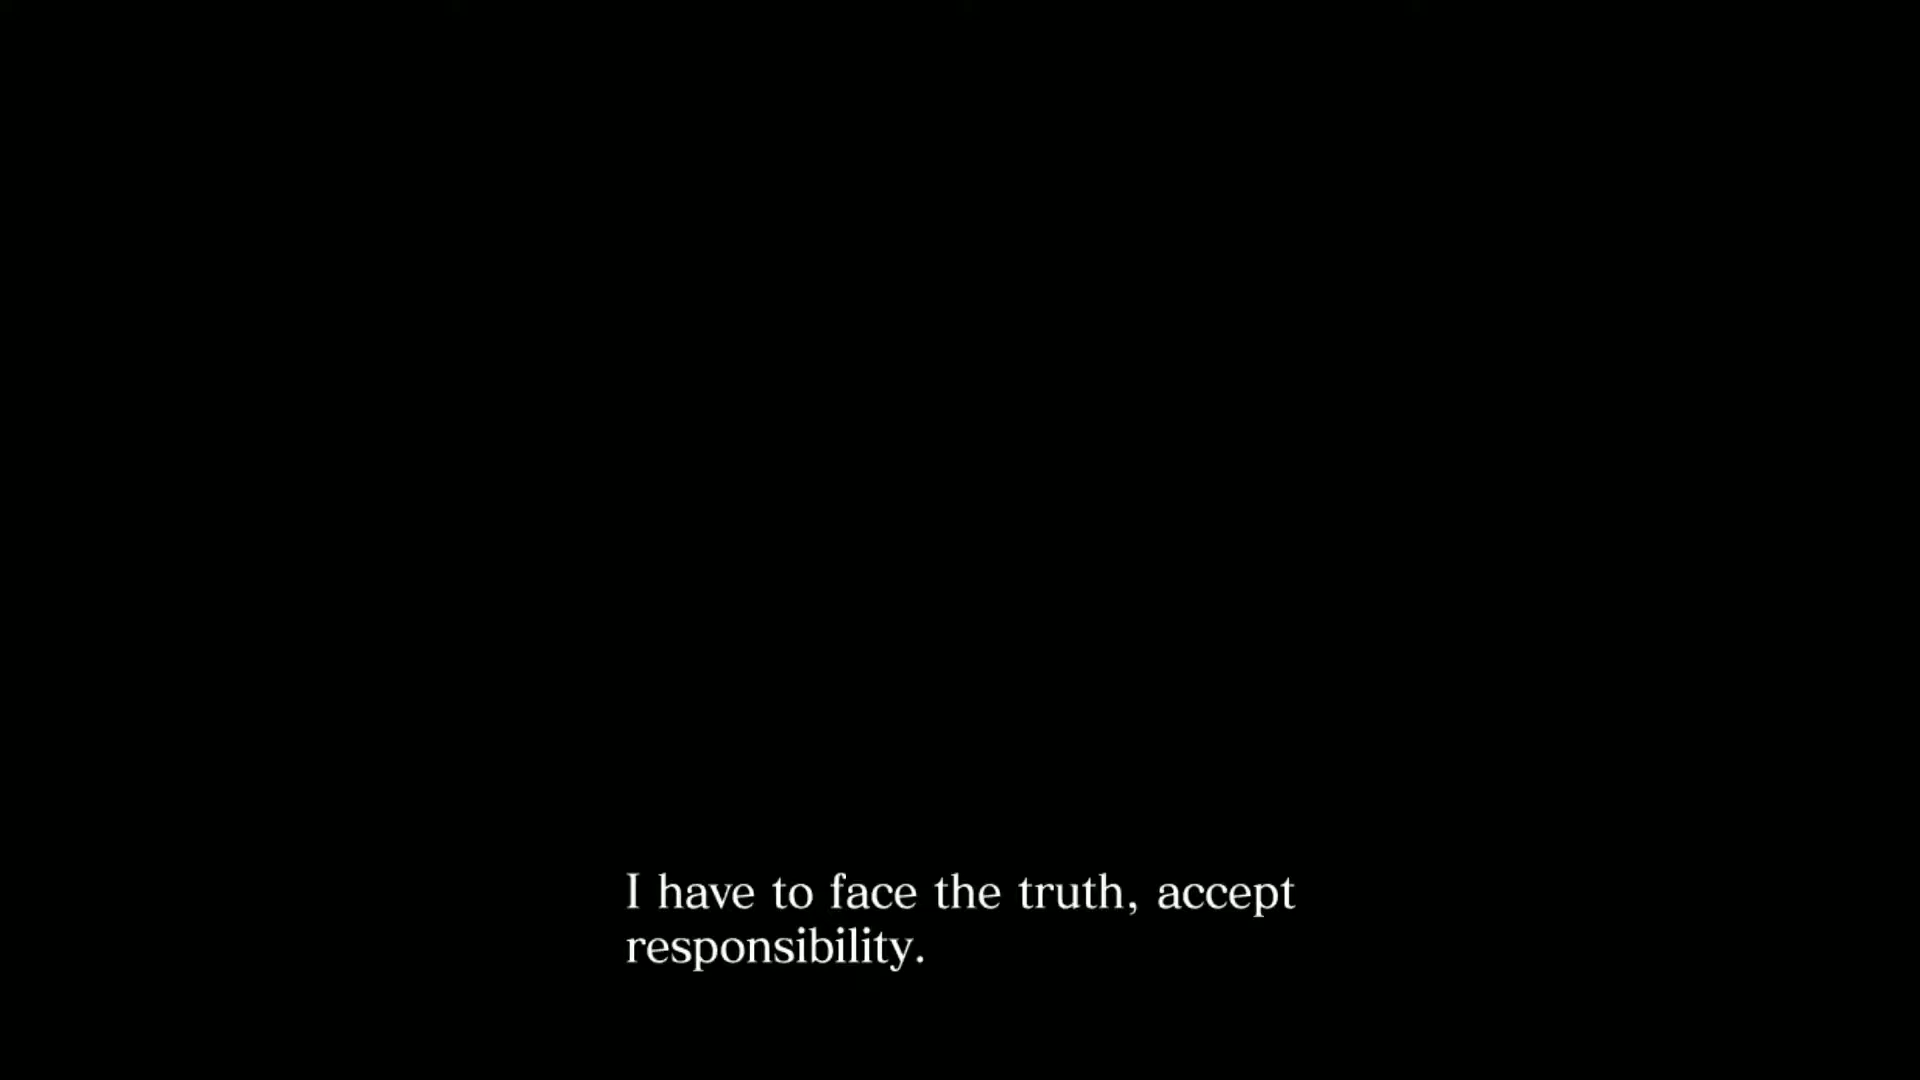 I have to face the truth, accept
responsibility.